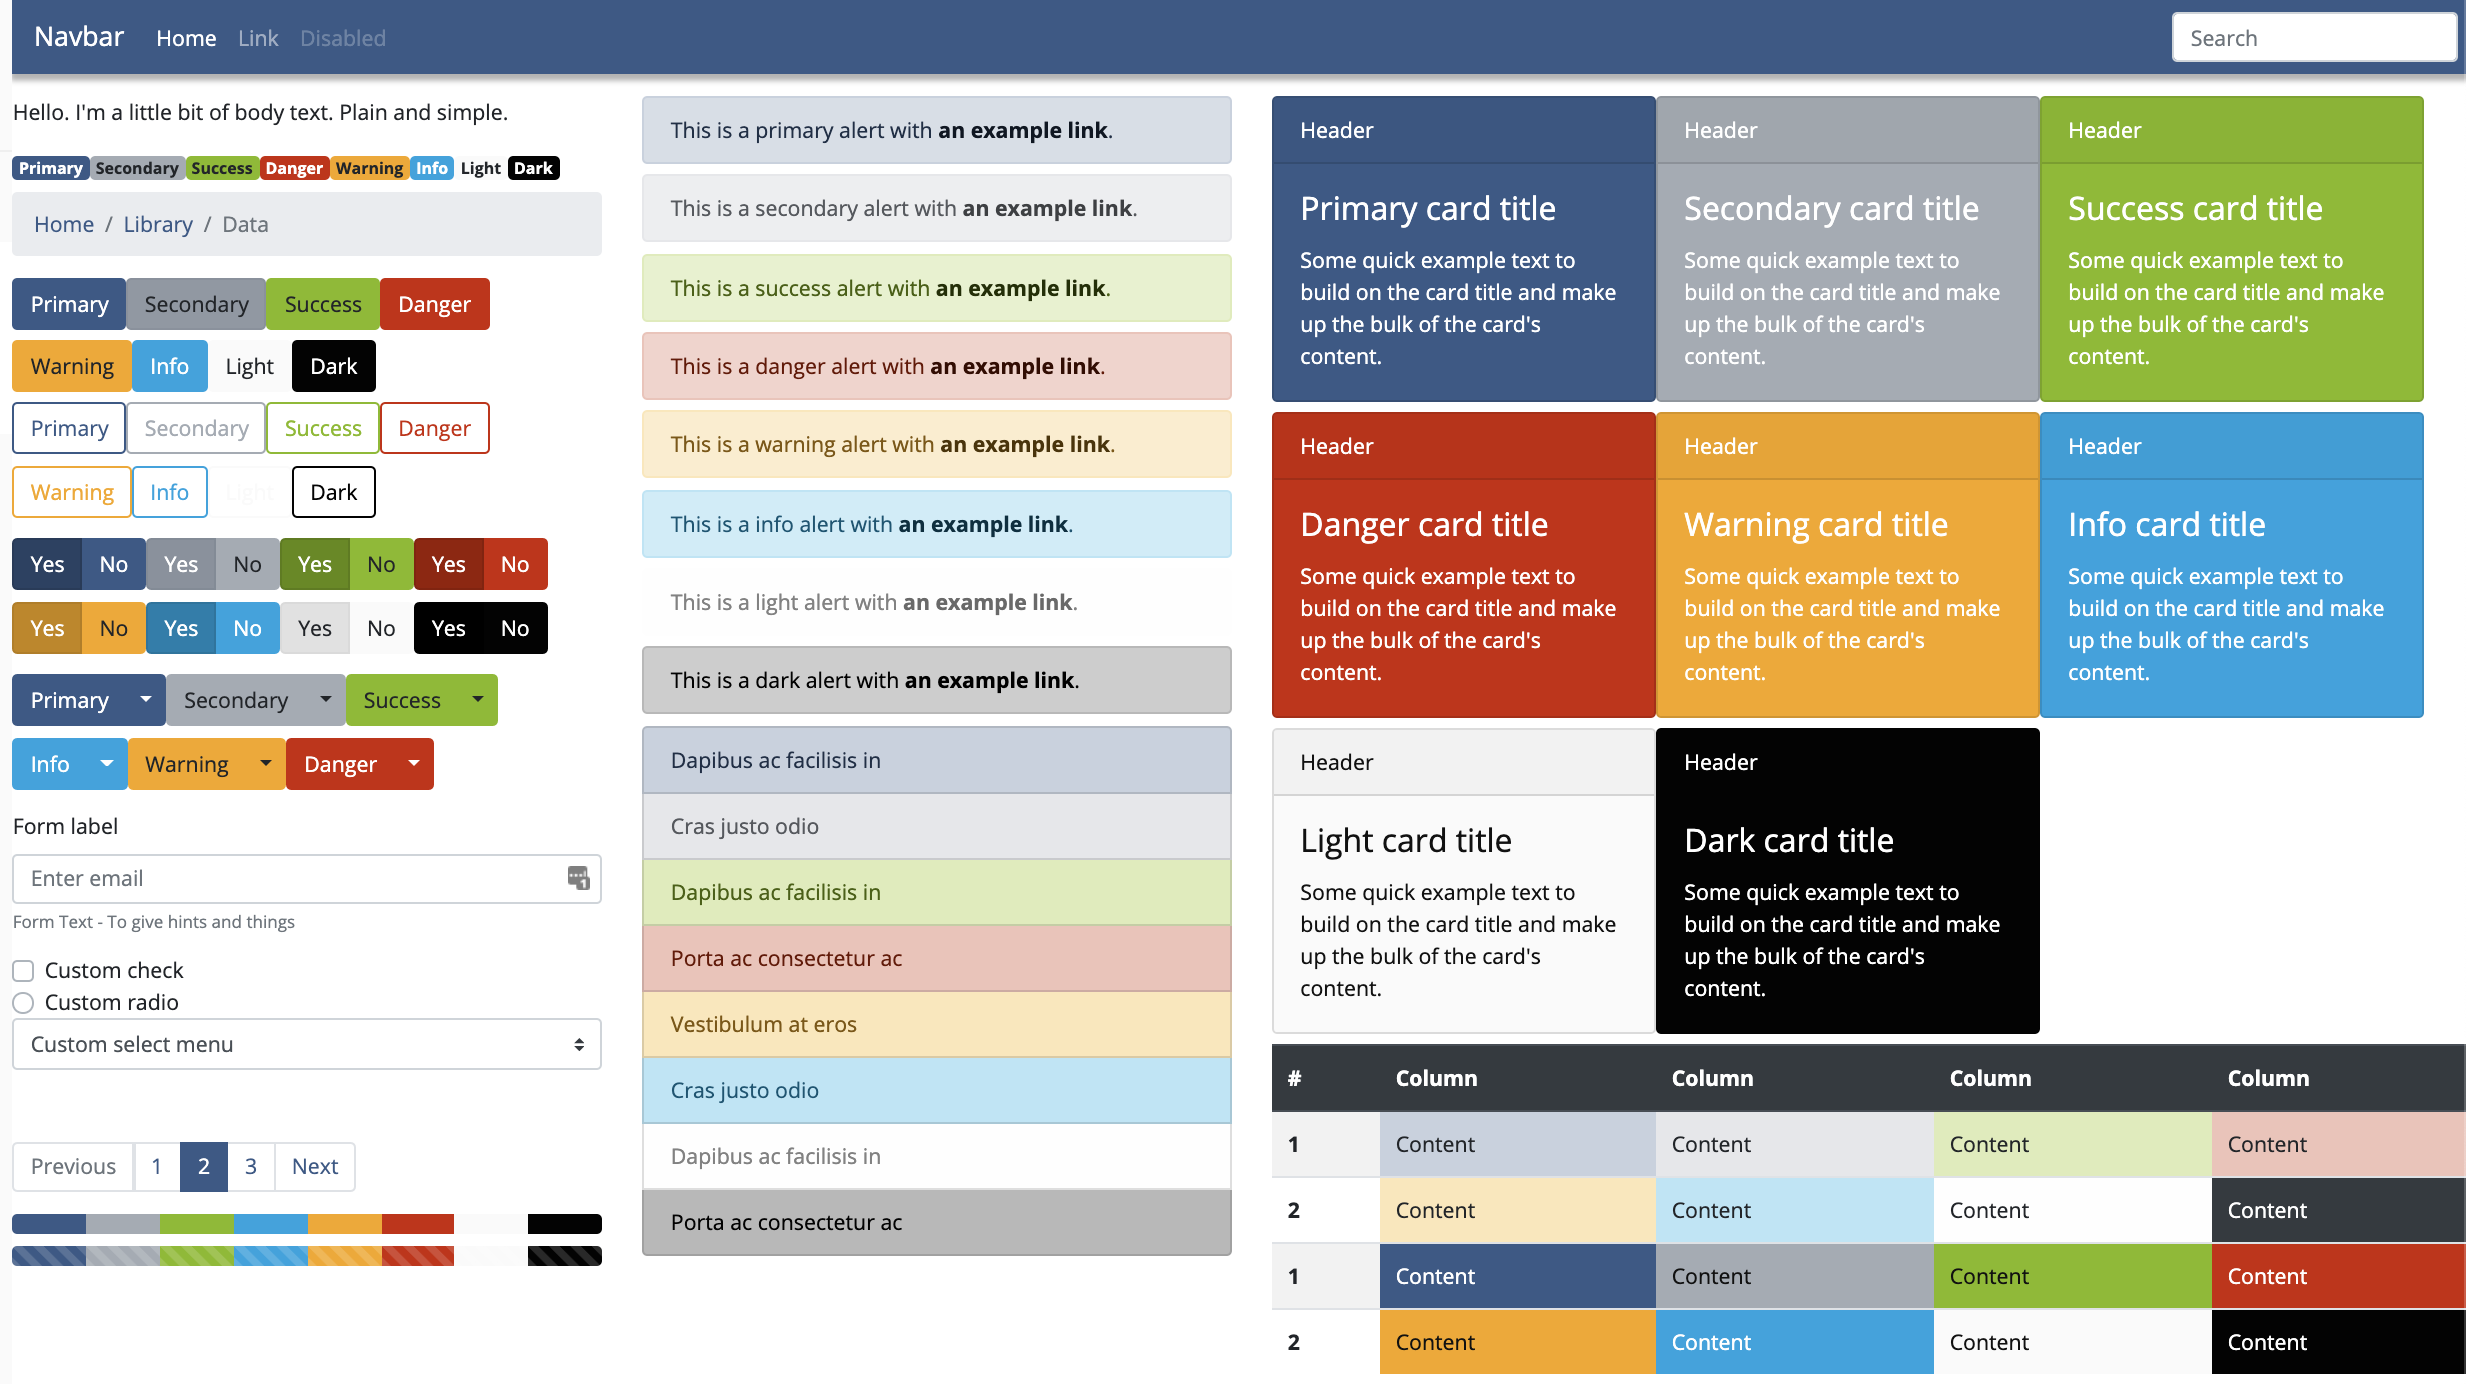 Navbar Home Link Disabled Search
Hello. I'm a little bit of body text. Plain and simple.
Primary Secondary Success Danger Warning Info Light Dark
Home / Library / Data
Primary Secondary Success Danger
Warning Info Light Dark
Primary Secondary Success Danger
Warning Info Light Dark
Yes No Yes No Yes No Yes No
Yes No Yes No Yes No Yes No
Primary Secondary Success
Info Warning Danger
Form label
Enter email
Form Text - To give hints and things
Custom check
Custom radio
Custom select menu
Previous 1 2 3 Next
This is a primary alert with an example link.
This is a secondary alert with an example link.
This is a success alert with an example link.
This is a danger alert with an example link.
This is a warning alert with an example link.
This is a info alert with an example link.
This is a light alert with an example link.
This is a dark alert with an example link.
Dapibus ac facilisis in
Cras justo odio
Dapibus ac facilisis in
Porta ac consectetur ac
Vestibulum at eros
Cras justo odio
Dapibus ac facilisis in
Porta ac consectetur ac
Header
Primary card title
Some quick example text to
build on the card title and make
up the bulk of the card's
content.
Header
Secondary card title
Some quick example text to
build on the card title and make
up the bulk of the card's
content.
Header
Success card title
Some quick example text to
build on the card title and make
up the bulk of the card's
content.
Header
Danger card title
Some quick example text to
build on the card title and make
up the bulk of the card's
content.
Header
Warning card title
Some quick example text to
build on the card title and make
up the bulk of the card's
content.
Header
Info card title
Some quick example text to
build on the card title and make
up the bulk of the card's
content.
Header
Light card title
Some quick example text to
build on the card title and make
up the bulk of the card's
content.
Header
Dark card title
Some quick example text to
build on the card title and make
up the bulk of the card's
content.
# Column Column Column Column
1 Content Content Content Content
2 Content Content Content Content
1 Content Content Content Content
2 Content Content Content Content